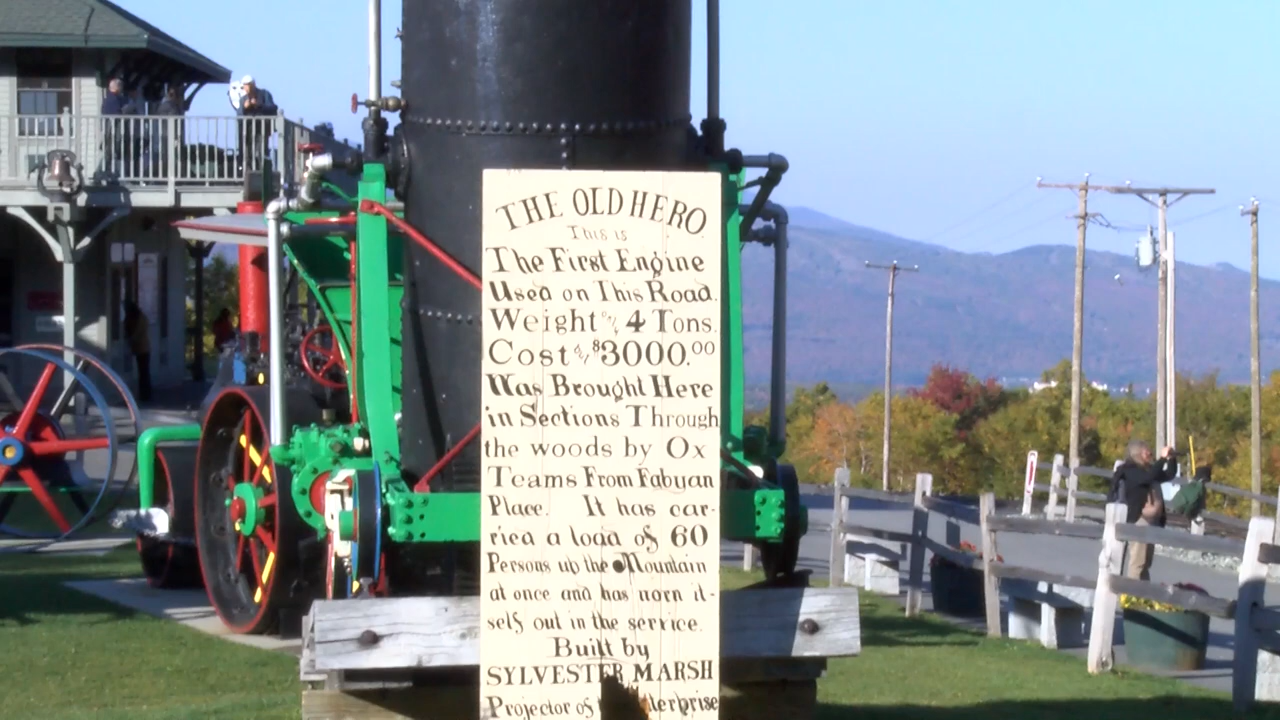 THE OLD HERO
This is
The First Engine
Used on This Road.
Weight 4 Tons.
Cost $3000.00
Was Brought Here
in Sections Through
the woods by Ox
Teams From Fabyan
Place. It has car-
ried a load of 60
Persons up the Mountain
at once and has worn it-
self out in the service.
Built by
SYLVESTER MARSH
Projector of